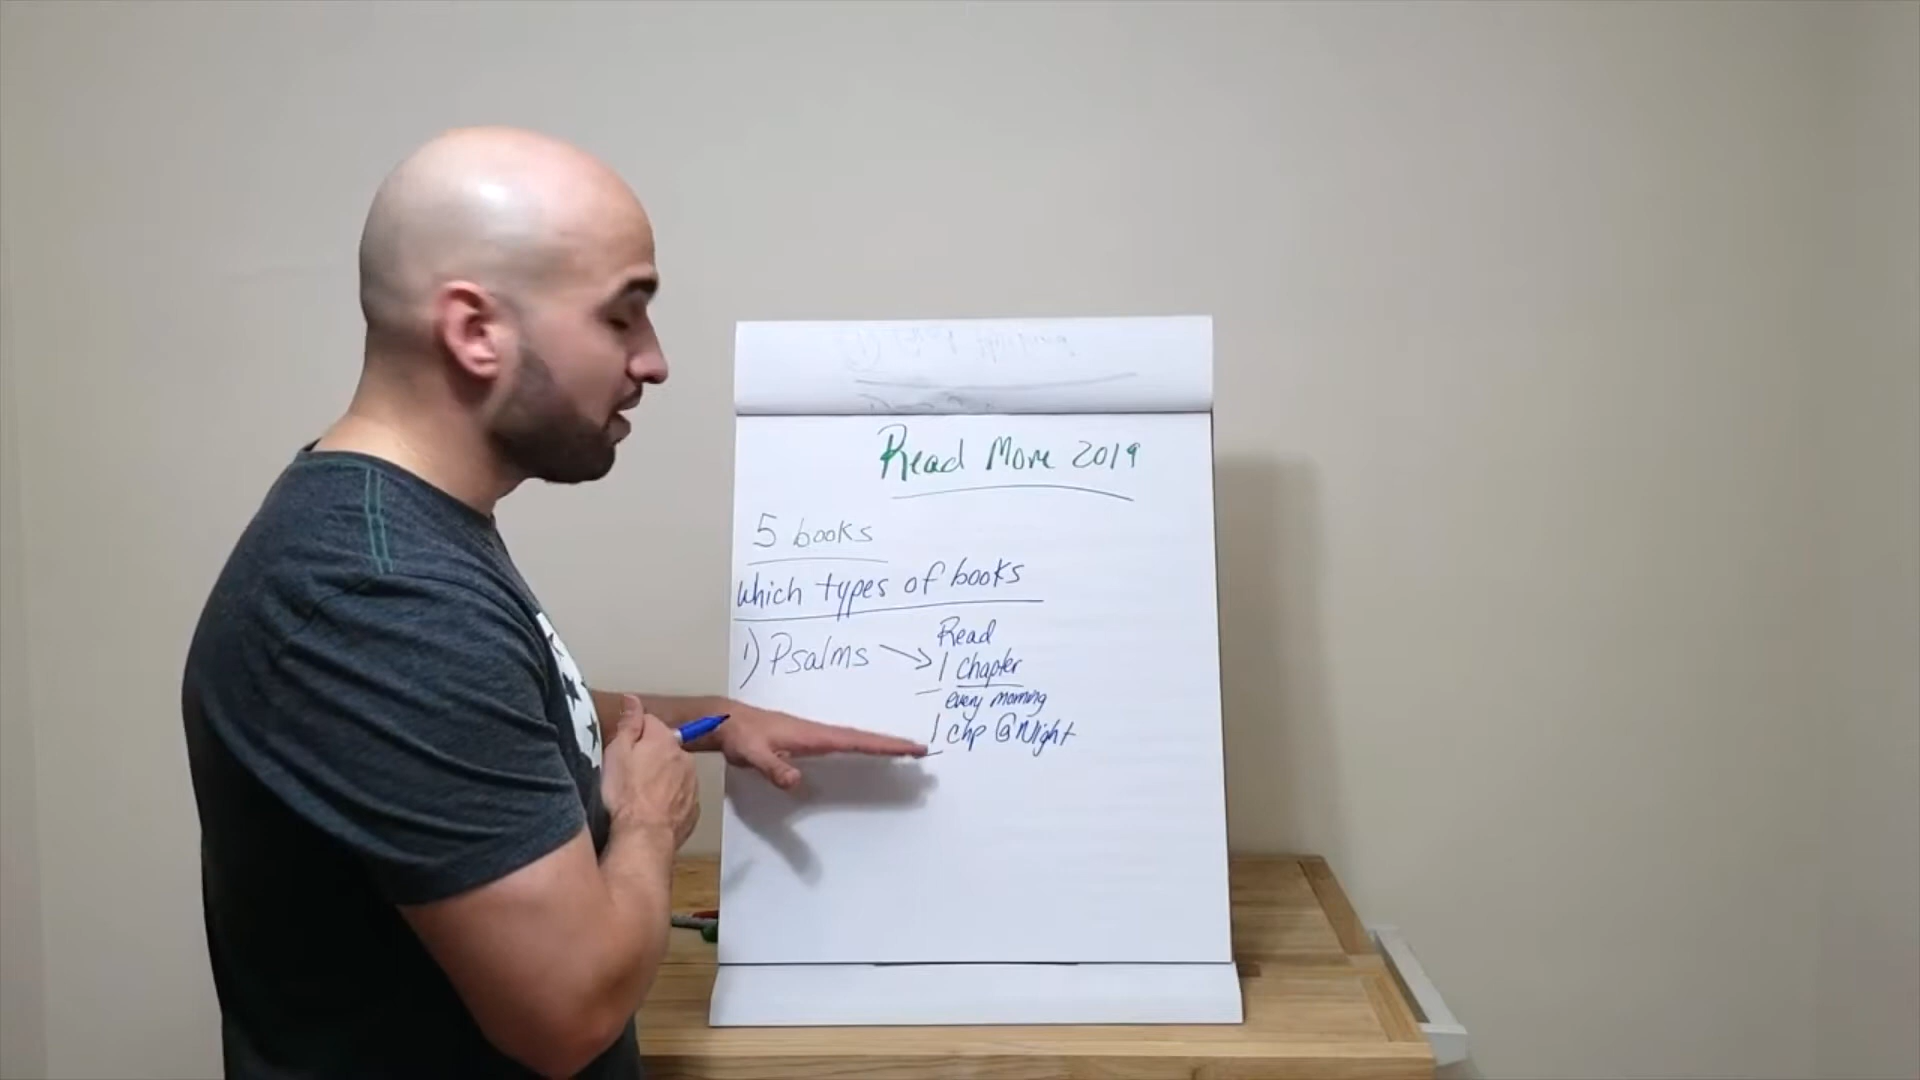 Read More 2019
5 books
which types of books
1) Psalms → Read
1 chapter
every morning
1 chp @ Night